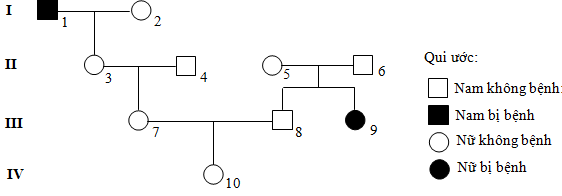 I
1
2
II
3
4
5
6
III
7
8
9
IV
10
Qui ước:
Nam không bệnh:
Nam bị bệnh
Nữ không bệnh
Nữ bị bệnh